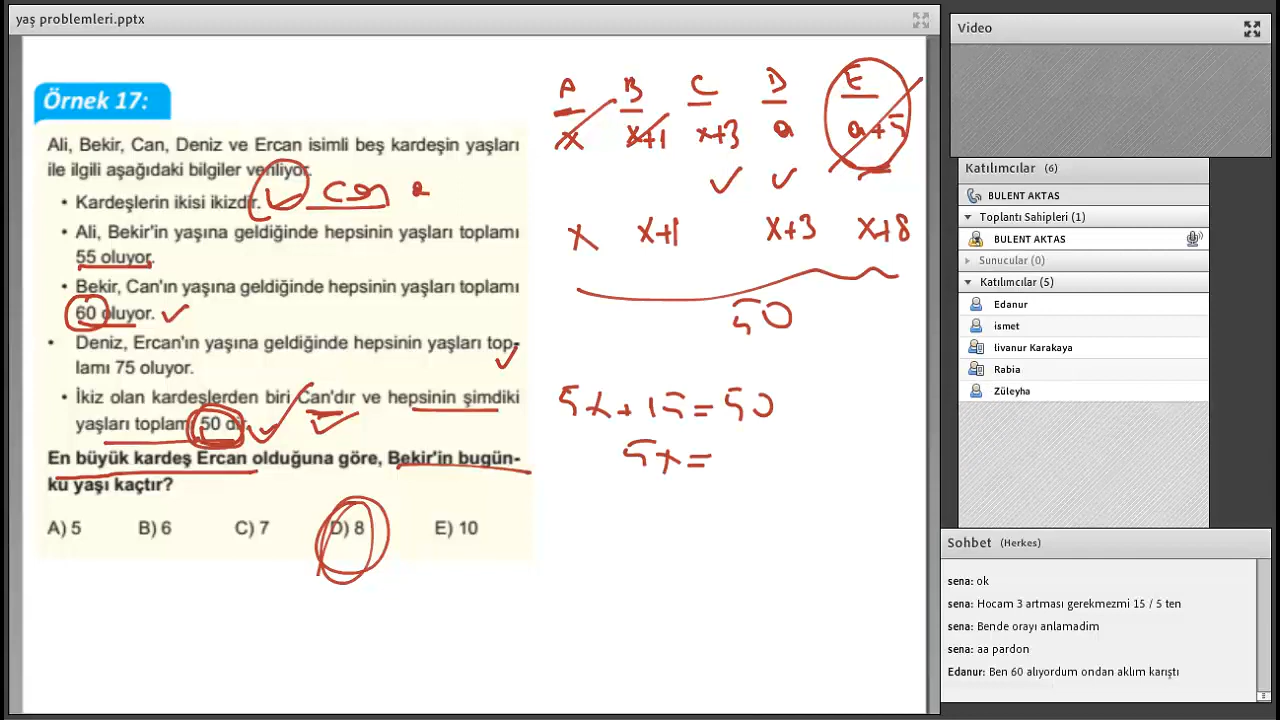 yaş problemleri.pptx
Örnek 17:
Ali, Bekir, Can, Deniz ve Ercan isimli beş kardeşin yaşları
ile ilgili aşağıdaki bilgiler veriliyor.
• Kardeşlerin ikisi ikizdir.
Can a
• Ali, Bekir'in yaşına geldiğinde hepsinin yaşları toplamı
55 oluyor.
• Bekir, Can'ın yaşına geldiğinde hepsinin yaşları toplamı
60 oluyor.
• Deniz, Ercan'ın yaşına geldiğinde hepsinin yaşları top-
lamı 75 oluyor.
• İkiz olan kardeşlerden biri Can'dır ve hepsinin şimdiki
yaşları toplamı 50 dir.
En büyük kardeş Ercan olduğuna göre, Bekir'in bugün-
kü yaşı kaçtır?
A) 5 B) 6 C) 7 D) 8 E) 10
A B C D E
x x+1 x+3 a a+5
x x+1 x+3 x+8
50
5x+15=50
5x=
Video
Katılımcılar (6)
BULENT AKTAS
Toplantı Sahipleri (1)
BULENT AKTAS
Sunucular (0)
Katılımcılar (5)
Edanur
ismet
livanur Karakaya
Rabia
Züleyha
Sohbet (Herkes)
sena: ok
sena: Hocam 3 artması gerekmezmi 15 / 5 ten
sena: Bende orayı anlamadim
sena: aa pardon
Edanur: Ben 60 alıyordum ondan aklım karıştı